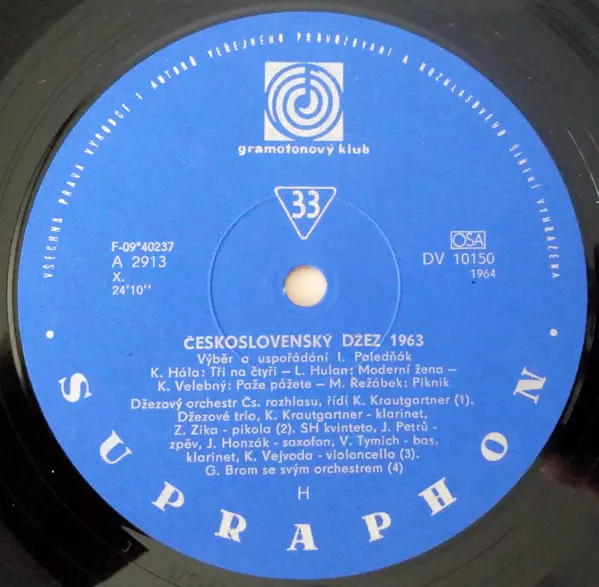 VŠECHNA PRÁVA VÝROBCE I AUTORŮ VEŘEJNÉHO PROVOZOVÁNÍ A ROZHLASOVÉHO ŠÍŘENÍ VYHRAZENA
gramofonový klub
33
F-09*40237
A 2913
X.
24'10''
OSA
DV 10150
1964
ČESKOSLOVENSKÝ DŽEZ 1963
Výběr a uspořádání I. Poledňák
K. Hála: Tři na čtyři – L. Hulan: Moderní žena –
K. Velebný: Paže pážete – M. Režábek: Piknik
Džezový orchestr Čs. rozhlasu, řídí K. Krautgartner (1).
Džezové trio, K. Krautgartner - klarinet,
Z. Zika - pikola (2). SH kvinteto, J. Petrů -
zpěv, J. Honzák - saxofon, V. Tymich - bas.
klarinet, K. Vejvoda - violoncello (3).
G. Brom se svým orchestrem (4)
H
• SUPRAPHON •